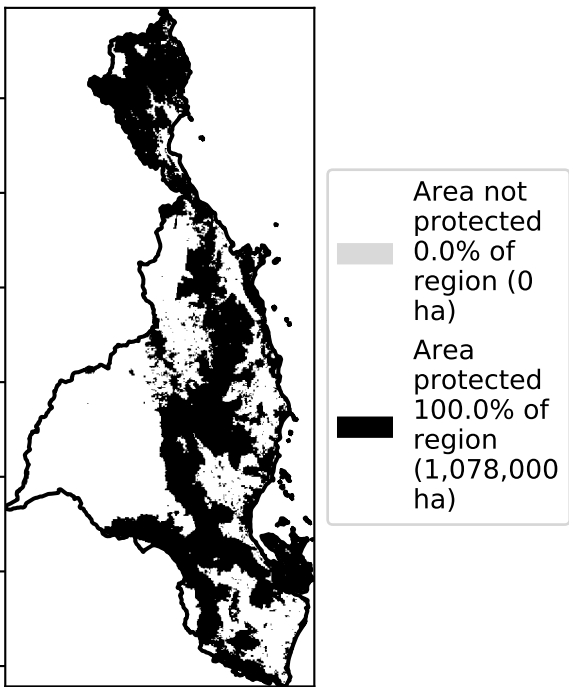 Area not
protected
0.0% of
region (0
ha)
Area
protected
100.0% of
region
(1,078,000
ha)